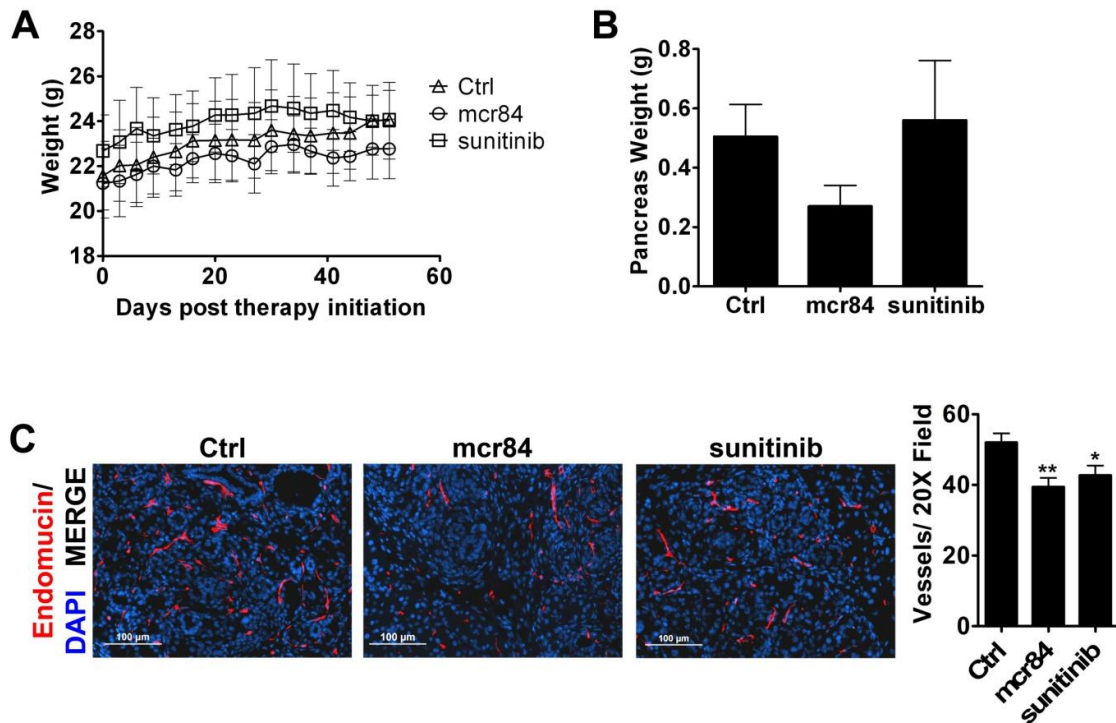 A
28
26
24
22
20
18
Weight (g)
0
20
40
60
Days post therapy initiation
Ctrl
mcr84
sunitinib
B
0.8
0.6
0.4
0.2
0.0
Pancreas Weight (g)
Ctrl
mcr84
sunitinib
C
Endomucin/
DAPI MERGE
Ctrl
mcr84
sunitinib
100 µm
100 µm
100 µm
60
40
20
0
Vessels/ 20X Field
**
*
Ctrl
mcr84
sunitinib